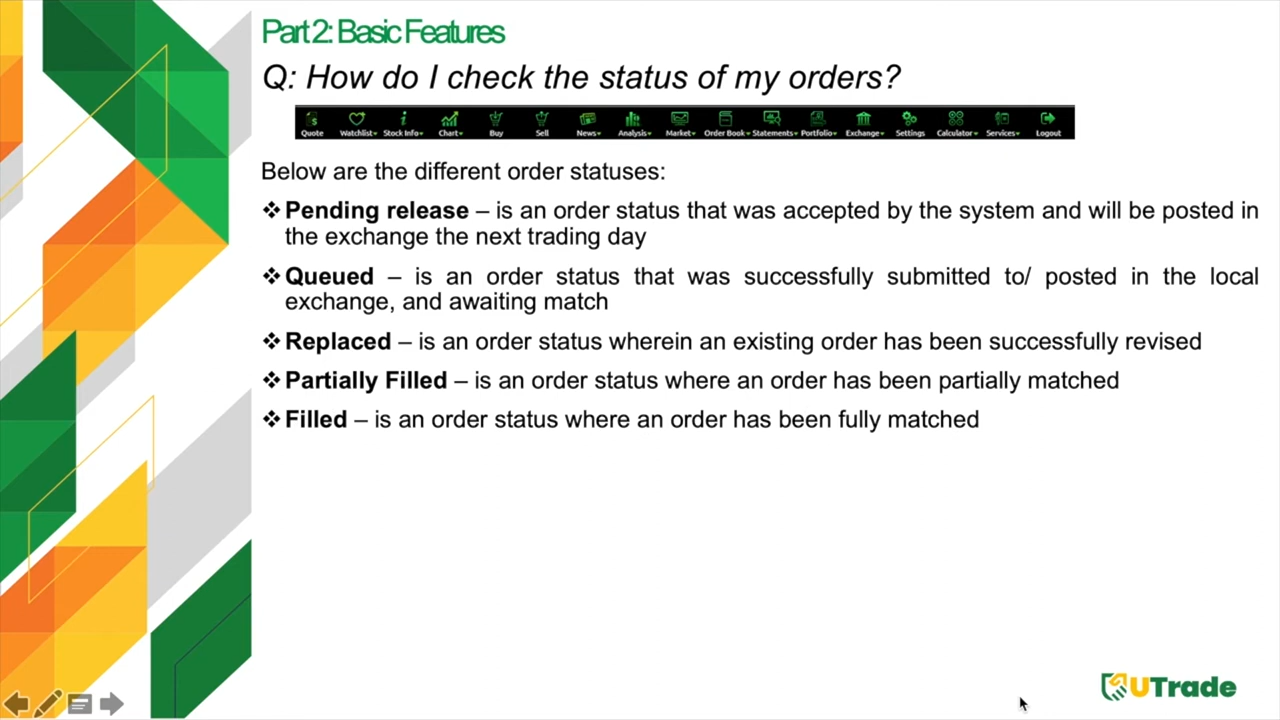 Part 2: Basic Features
Q: How do I check the status of my orders?
Quote Watchlist Stock Info Chart Buy Sell News Analysis Market Order Book Statements Portfolio Exchange Settings Calculator Services Logout
Below are the different order statuses:
❖Pending release – is an order status that was accepted by the system and will be posted in
the exchange the next trading day
❖Queued – is an order status that was successfully submitted to/ posted in the local
exchange, and awaiting match
❖Replaced – is an order status wherein an existing order has been successfully revised
❖Partially Filled – is an order status where an order has been partially matched
❖Filled – is an order status where an order has been fully matched
UTrade